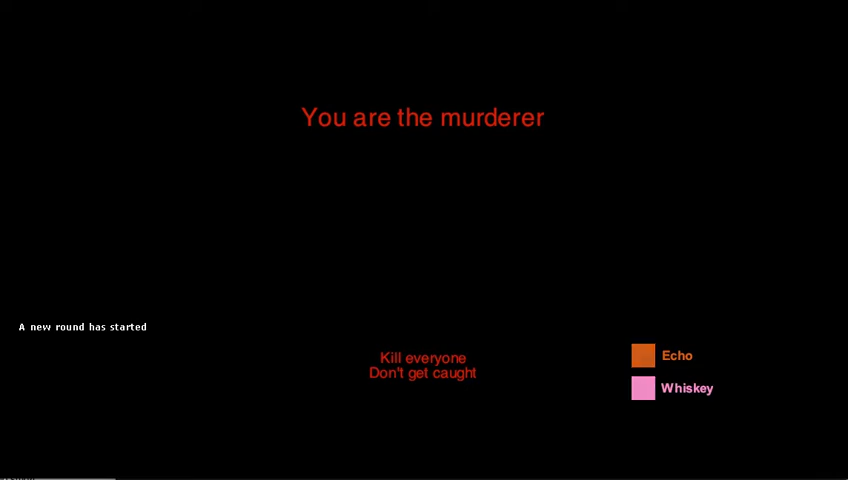 You are the murderer
A new round has started
Kill everyone
Don't get caught
Echo
Whiskey